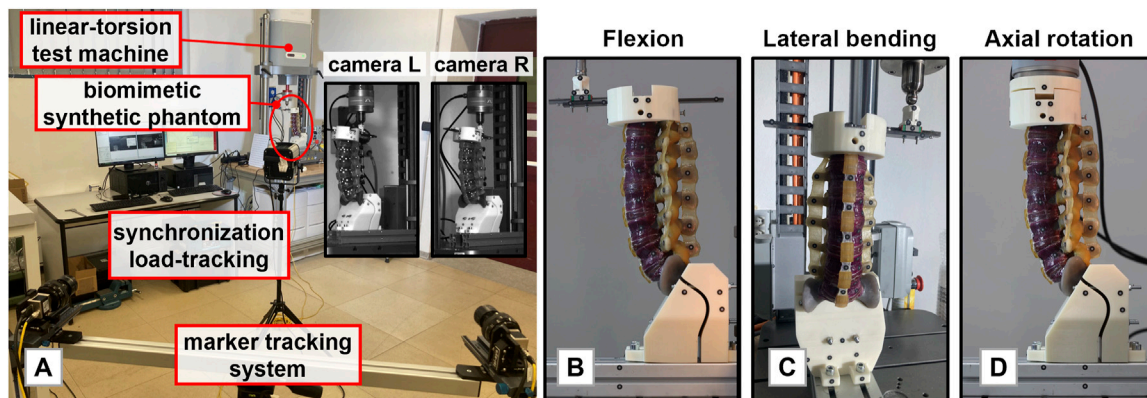 linear-torsion
test machine
biomimetic
synthetic phantom
camera L
camera R
synchronization
load-tracking
marker tracking
system
A
Flexion
B
Lateral bending
C
Axial rotation
D